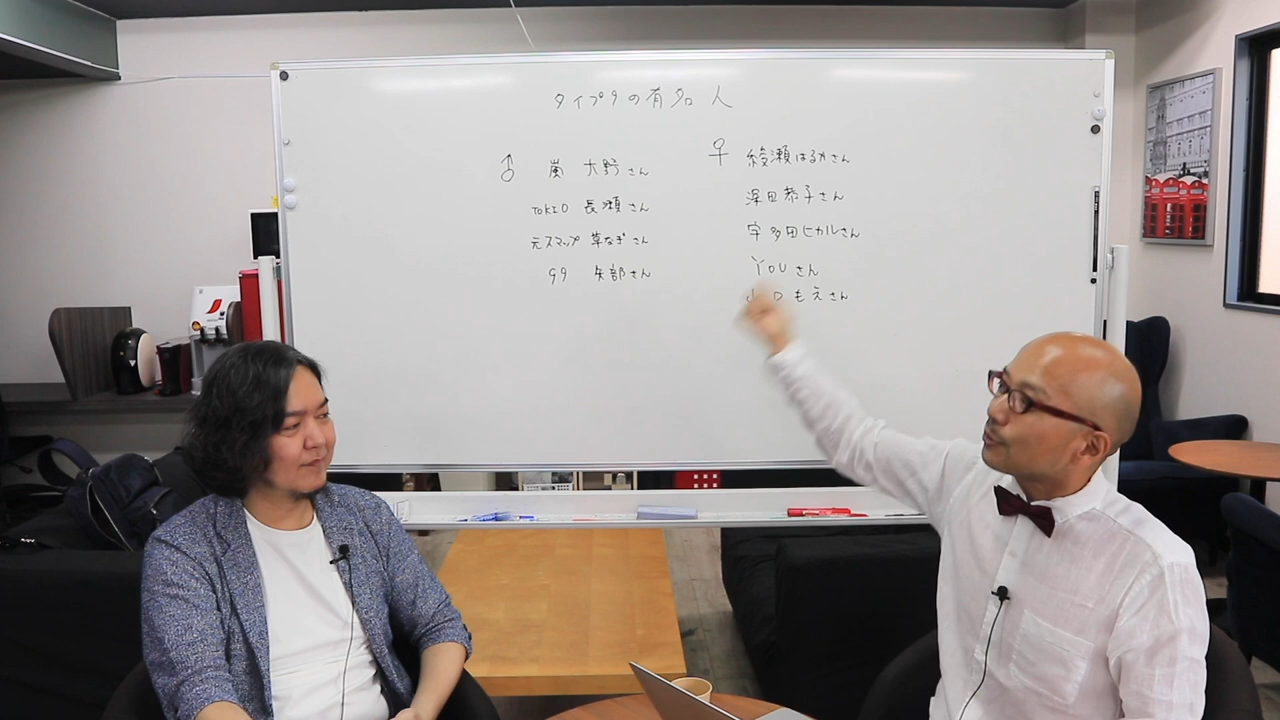 タイプ9の有名人
♂ 嵐 大野さん
TOKIO 長瀬さん
元スマップ 草なぎさん
99 矢部さん
♀ 綾瀬はるかさん
深田恭子さん
宇多田ヒカルさん
YOUさん
もえさん